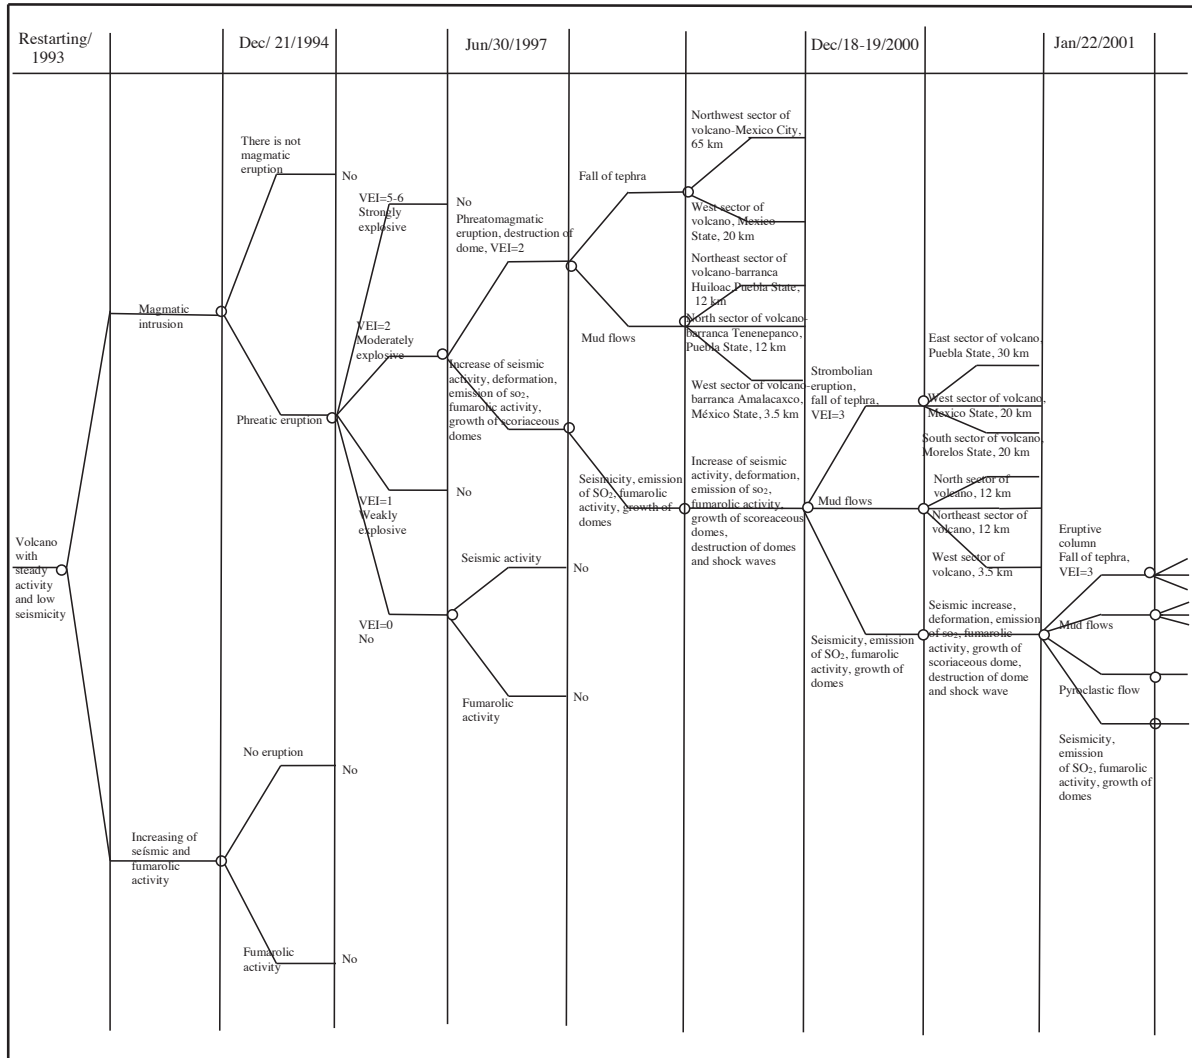 Restarting/
1993
Dec/ 21/1994
Jun/30/1997
Dec/18-19/2000
Jan/22/2001
Volcano
with
steady
activity
and low
seismicity
Magmatic
intrusion
Increasing of
seísmic and
fumarolic
activity
There is not
magmatic
eruption
No
Phreatic eruption
No eruption
No
Fumarolic
activity
No
VEI=5-6
Strongly
explosive
No
VEI=2
Moderately
explosive
VEI=1
Weakly
explosive
No
VEI=0
No
Phreatomagmatic
eruption, destruction of
dome, VEI=2
Increase of seismic
activity, deformation,
emission of so₂,
fumarolic activity,
growth of scoriaceous
domes
Seismic activity
No
Fumarolic
activity
No
Fall of tephra
Mud flows
Seismicity, emission
of SO₂, fumarolic
activity, growth of
domes
Northwest sector of
volcano-Mexico City,
65 km
West sector of
volcano, Mexico
State, 20 km
Northeast sector of
volcano-barranca
Huiloac Puebla State,
12 km
North sector of volcano-
barranca Tenenepanco,
Puebla State, 12 km
West sector of volcano-
barranca Amalacaxco,
México State, 3.5 km
Increase of seismic
activity, deformation,
emission of so₂,
fumarolic activity,
growth of scoreaceous
domes,
destruction of domes
and shock waves
Strombolian
eruption,
fall of tephra,
VEI=3
Mud flows
Seismicity, emission
of SO₂, fumarolic
activity, growth of
domes
East sector of volcano,
Puebla State, 30 km
West sector of volcano,
Mexico State, 20 km
South sector of volcano,
Morelos State, 20 km
North sector of
volcano, 12 km
Northeast sector of
volcano, 12 km
West sector of
volcano, 3.5 km
Seismic increase,
deformation, emission
of so₂, fumarolic
activity, growth of
scoriaceous dome,
destruction of dome
and shock wave
Eruptive
column
Fall of tephra,
VEI=3
Mud flows
Pyroclastic flow
Seismicity,
emission
of SO₂, fumarolic
activity, growth of
domes